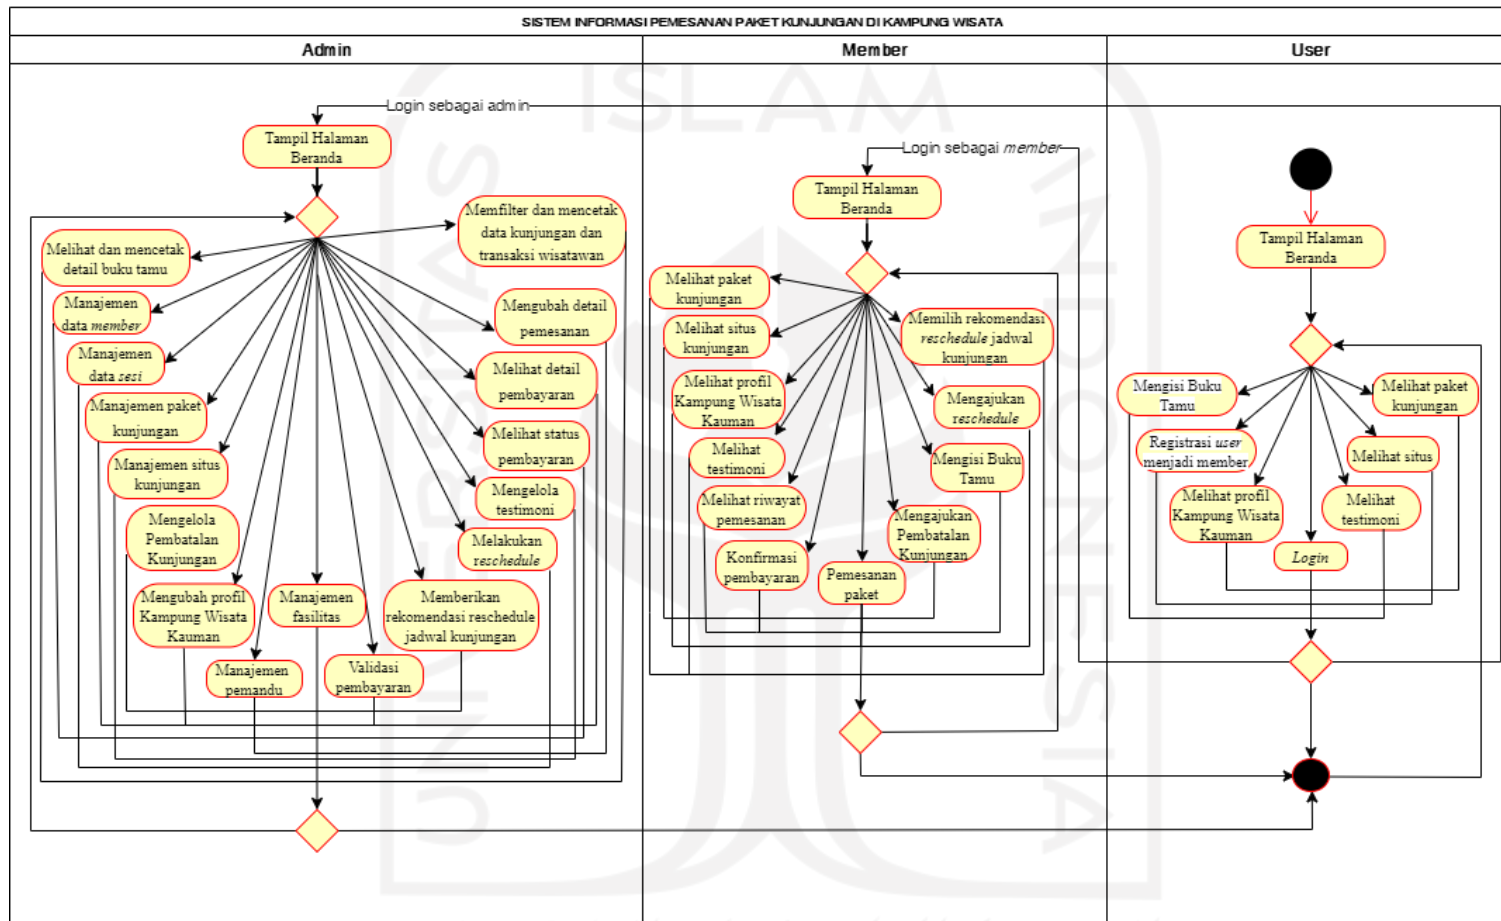 SISTEM INFORMASI PEMESANAN PAKET KUNJUNGAN DI KAMPUNG WISATA
Admin
Member
User
Login sebagai admin
Tampil Halaman
Beranda
Memfilter dan mencetak
data kunjungan dan
transaksi wisatawan
Melihat dan mencetak
detail buku tamu
Manajemen
data member
Manajemen
data sesi
Manajemen paket
kunjungan
Manajemen situs
kunjungan
Mengelola
Pembatalan
Kunjungan
Mengubah profil
Kampung Wisata
Kauman
Manajemen
pemandu
Manajemen
fasilitas
Validasi
pembayaran
Memberikan
rekomendasi reschedule
jadwal kunjungan
Melakukan
reschedule
Mengelola
testimoni
Melihat status
pembayaran
Melihat detail
pembayaran
Mengubah detail
pemesanan
Login sebagai member
Tampil Halaman
Beranda
Melihat paket
kunjungan
Melihat situs
kunjungan
Melihat profil
Kampung Wisata
Kauman
Melihat
testimoni
Melihat riwayat
pemesanan
Konfirmasi
pembayaran
Pemesanan
paket
Mengajukan
Pembatalan
Kunjungan
Mengisi Buku
Tamu
Mengajukan
reschedule
Memilih rekomendasi
reschedule jadwal
kunjungan
Tampil Halaman
Beranda
Mengisi Buku
Tamu
Registrasi user
menjadi member
Melihat profil
Kampung Wisata
Kauman
Login
Melihat
testimoni
Melihat situs
Melihat paket
kunjungan
UNIVERSITAS
ISLAM
INDONESIA